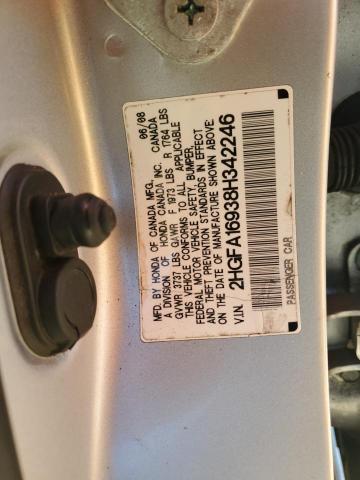 MFD. BY HONDA OF CANADA MFG. 06/08
A DIVISION OF HONDA CANADA INC. CANADA
GVWR 3737 LBS GAWR F 1973 LBS R 1764 LBS
THIS VEHICLE CONFORMS TO ALL APPLICABLE
FEDERAL MOTOR VEHICLE SAFETY, BUMPER,
AND THEFT PREVENTION STANDARDS IN EFFECT
ON THE DATE OF MANUFACTURE SHOWN ABOVE.
V.I.N. 2HGFA16938H342246
PASSENGER CAR